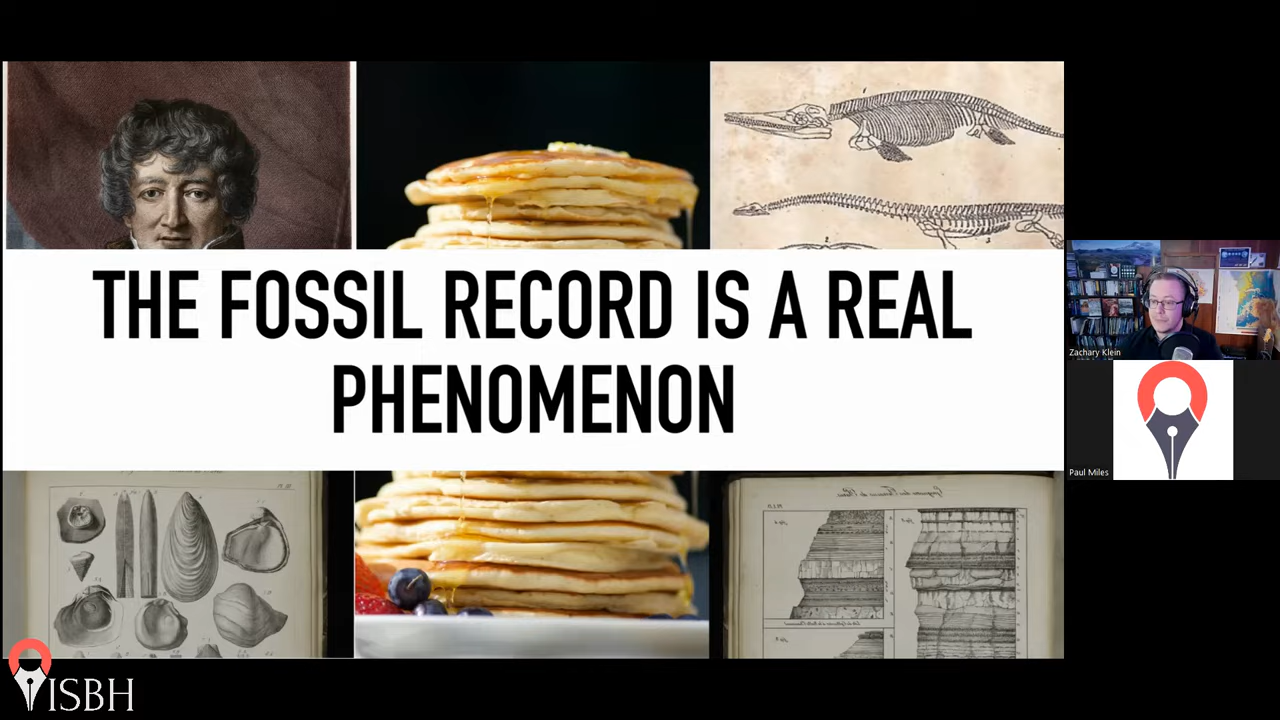 THE FOSSIL RECORD IS A REAL
PHENOMENON
Zachary Klein
Paul Miles
ISBH